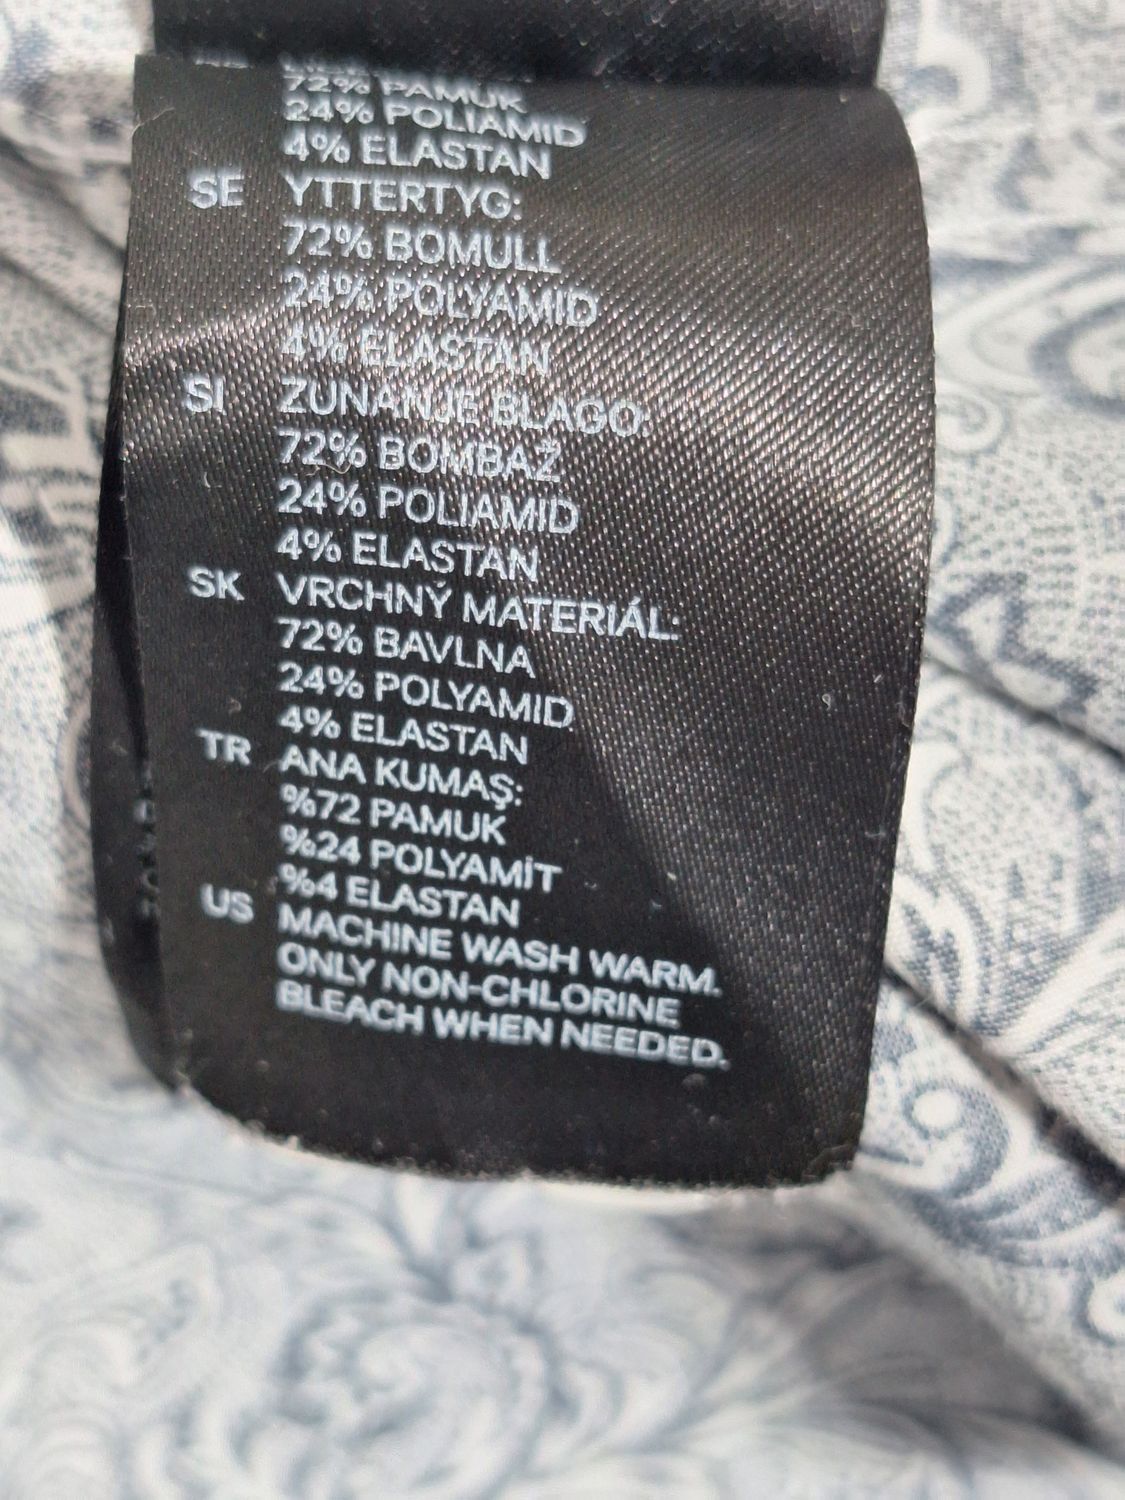 72% PAMUK
24% POLIAMID
4% ELASTAN
SE YTTERTYG:
72% BOMULL
24% POLYAMID
4% ELASTAN
SI ZUNANJE BLAGO:
72% BOMBAŽ
24% POLIAMID
4% ELASTAN
SK VRCHNÝ MATERIÁL:
72% BAVLNA
24% POLYAMID
4% ELASTAN
TR ANA KUMAŞ:
%72 PAMUK
%24 POLYAMİT
%4 ELASTAN
US MACHINE WASH WARM.
ONLY NON-CHLORINE
BLEACH WHEN NEEDED.